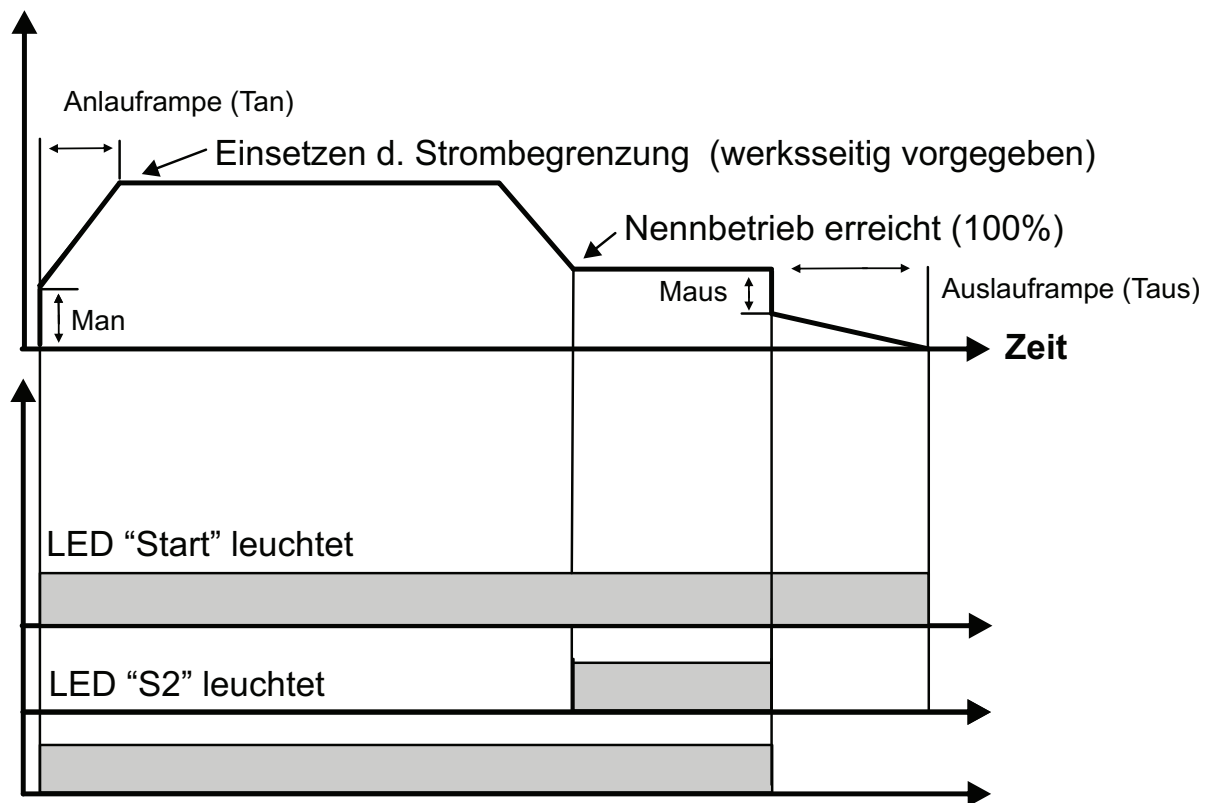 Anlauframpe (Tan)
Einsetzen d. Strombegrenzung (werksseitig vorgegeben)
Nennbetrieb erreicht (100%)
Maus
Auslauframpe (Taus)
Man
Zeit
LED “Start” leuchtet
LED “S2” leuchtet